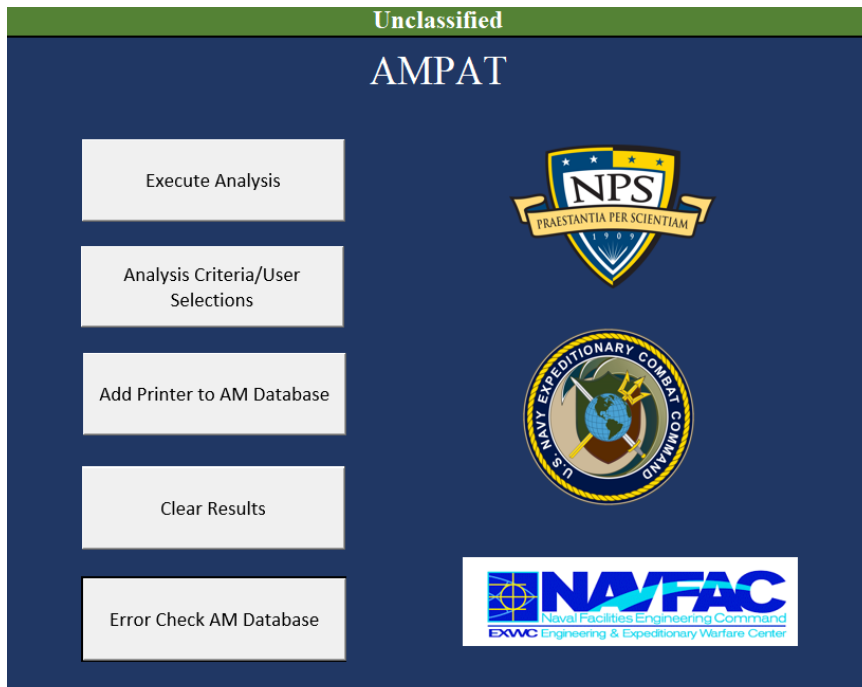 Unclassified
AMPAT
Execute Analysis
Analysis Criteria/User
Selections
Add Printer to AM Database
Clear Results
Error Check AM Database
NPS
PRAESTANTIA PER SCIENTIAM
1909
U.S. NAVY EXPEDITIONARY COMBAT COMMAND
NAVFAC
Naval Facilities Engineering Command
EXWC Engineering & Expeditionary Warfare Center